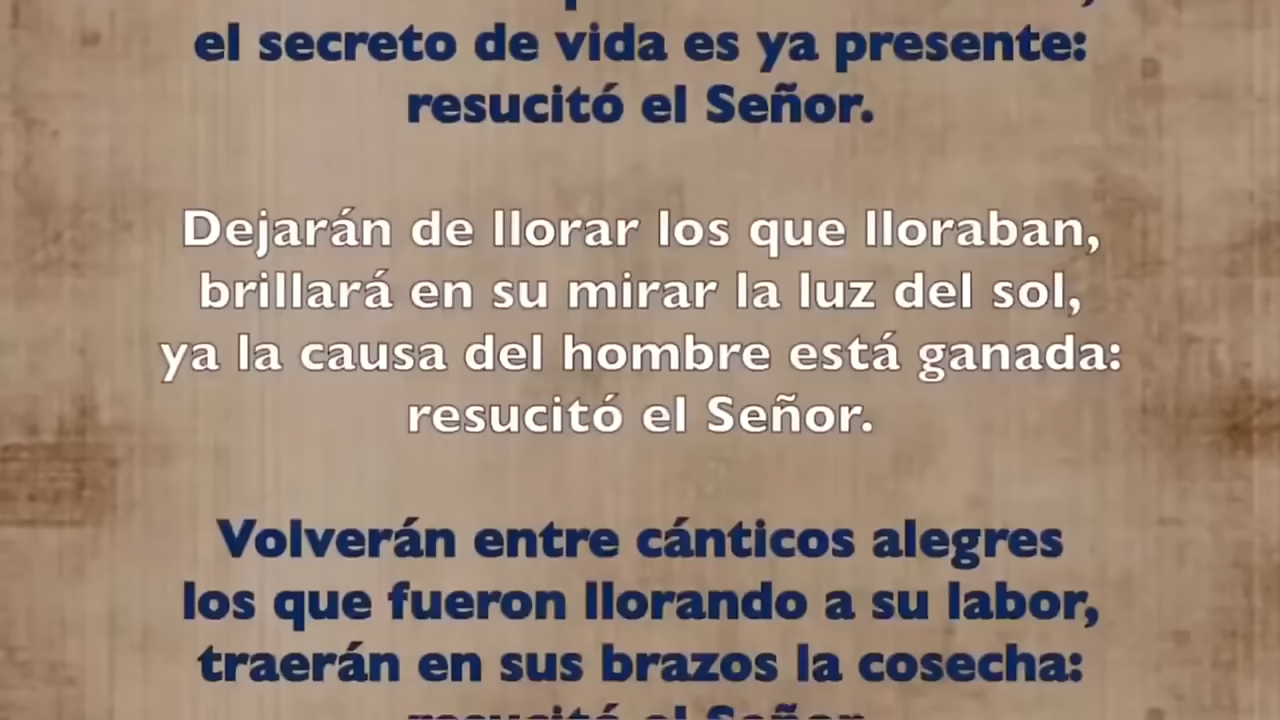 el secreto de vida es ya presente:
resucitó el Señor.
Dejarán de llorar los que lloraban,
brillará en su mirar la luz del sol,
ya la causa del hombre está ganada:
resucitó el Señor.
Volverán entre cánticos alegres
los que fueron llorando a su labor,
traerán en sus brazos la cosecha:
resucitó el Señor.